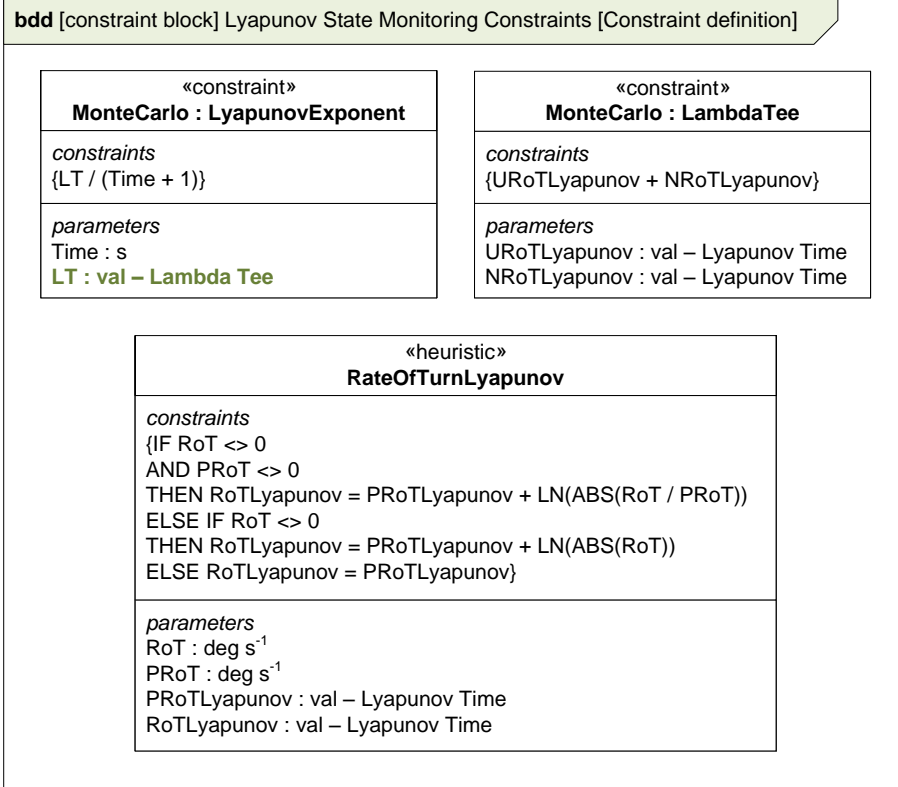 bdd [constraint block] Lyapunov State Monitoring Constraints [Constraint definition]
«constraint»
MonteCarlo : LyapunovExponent
constraints
{LT / (Time + 1)}
parameters
Time : s
LT : val – Lambda Tee
«constraint»
MonteCarlo : LambdaTee
constraints
{URoTLyapunov + NRoTLyapunov}
parameters
URoTLyapunov : val – Lyapunov Time
NRoTLyapunov : val – Lyapunov Time
«heuristic»
RateOfTurnLyapunov
constraints
{IF RoT <> 0
AND PRoT <> 0
THEN RoTLyapunov = PRoTLyapunov + LN(ABS(RoT / PRoT))
ELSE IF RoT <> 0
THEN RoTLyapunov = PRoTLyapunov + LN(ABS(RoT))
ELSE RoTLyapunov = PRoTLyapunov}
parameters
RoT : deg s⁻¹
PRoT : deg s⁻¹
PRoTLyapunov : val – Lyapunov Time
RoTLyapunov : val – Lyapunov Time